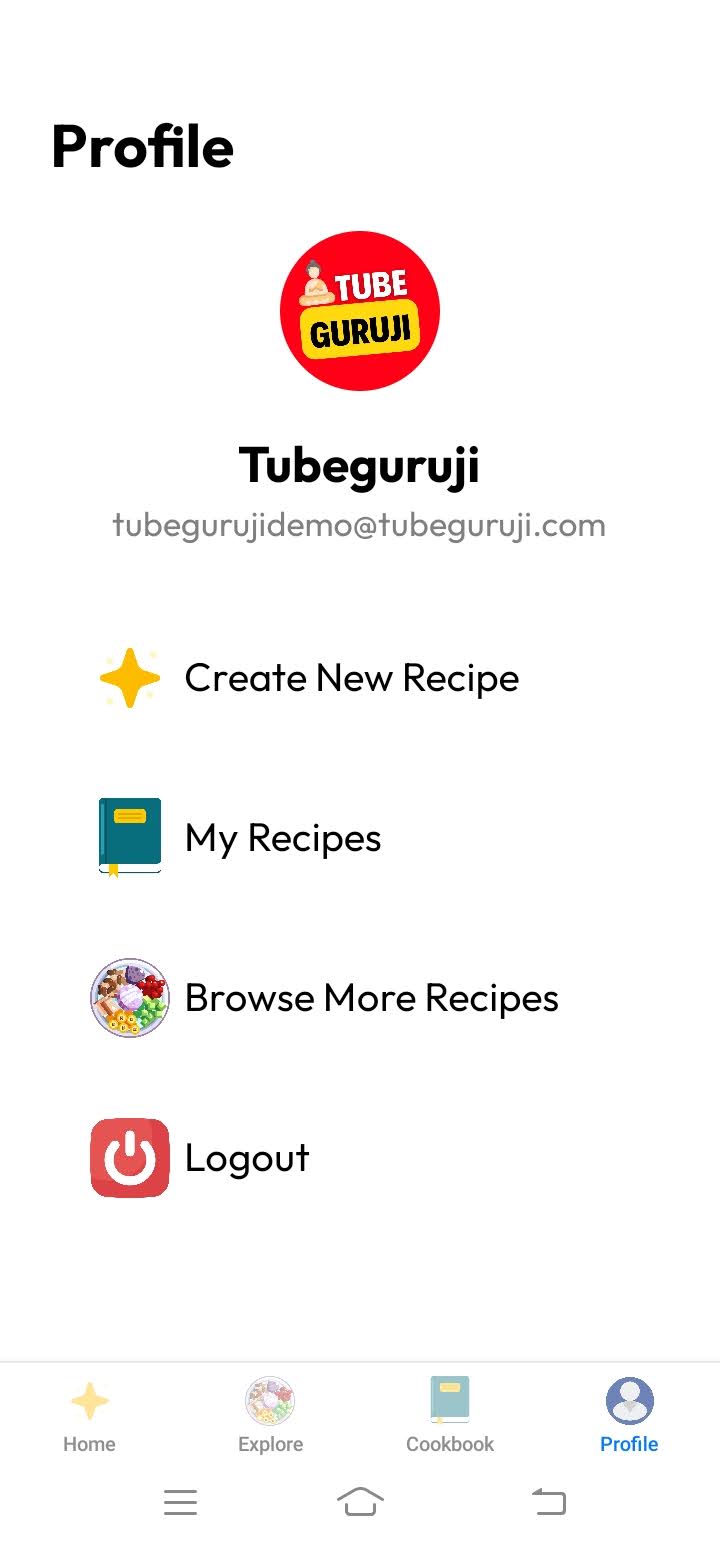 Profile
TUBE
GURUJI
Tubeguruji
tubegurujidemo@tubeguruji.com
Create New Recipe
My Recipes
Browse More Recipes
Logout
Home
Explore
Cookbook
Profile